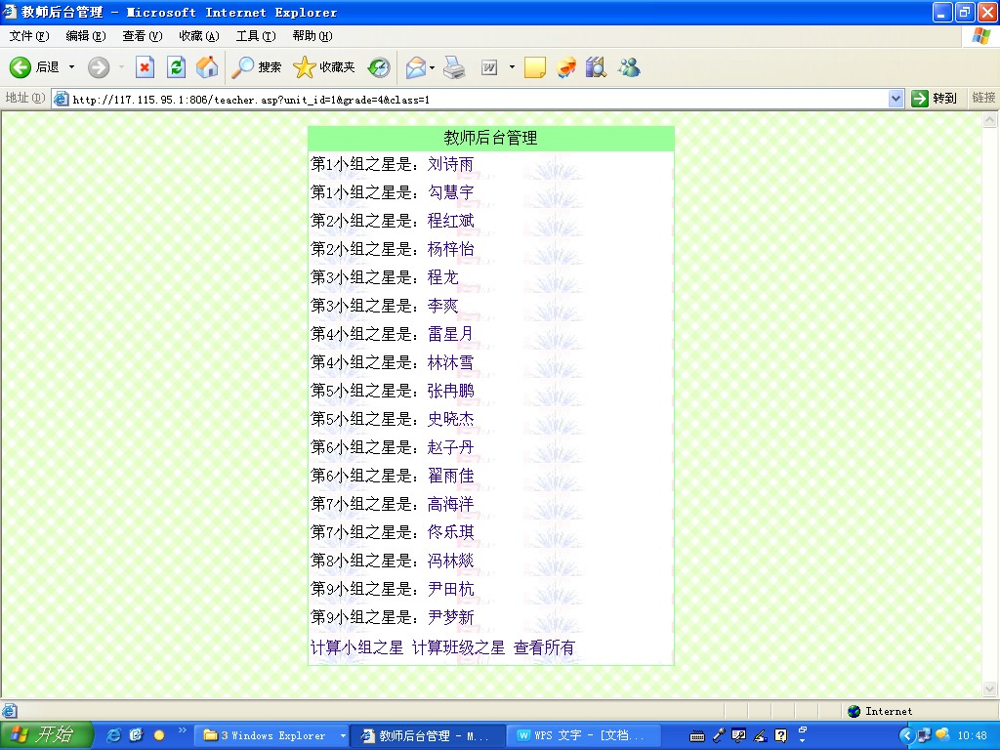 教师后台管理 - Microsoft Internet Explorer
文件(F) 编辑(E) 查看(V) 收藏(A) 工具(T) 帮助(H)
后退 搜索 收藏夹
地址(D) http://117.115.95.1:806/teacher.asp?unit_id=1&grade=4&class=1 转到 链接
教师后台管理
第1小组之星是：刘诗雨
第1小组之星是：勾慧宇
第2小组之星是：程红斌
第2小组之星是：杨梓怡
第3小组之星是：程龙
第3小组之星是：李爽
第4小组之星是：雷星月
第4小组之星是：林沐雪
第5小组之星是：张冉鹏
第5小组之星是：史晓杰
第6小组之星是：赵子丹
第6小组之星是：翟雨佳
第7小组之星是：高海洋
第7小组之星是：佟乐琪
第8小组之星是：冯林燚
第9小组之星是：尹田杭
第9小组之星是：尹梦新
计算小组之星 计算班级之星 查看所有
Internet
开始 3 Windows Explorer 教师后台管理 - M... WPS 文字 - [文档... 10:48